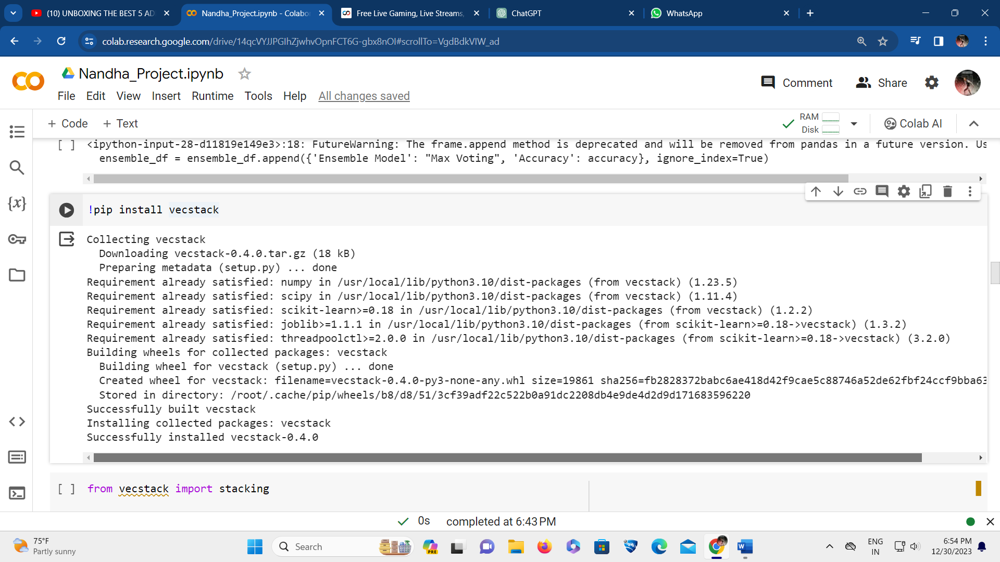 (10) UNBOXING THE BEST 5 AD
Nandha_Project.ipynb - Colabor
Free Live Gaming, Live Streams,
ChatGPT
WhatsApp
colab.research.google.com/drive/14qcVYJJPGIhZjwhvOpnFCT6G-gbx8nOl#scrollTo=VgdBdkVIW_ad
Nandha_Project.ipynb
Comment
Share
File Edit View Insert Runtime Tools Help All changes saved
+ Code + Text
RAM
Disk
Colab AI
[ ] <ipython-input-28-d11819e149e3>:18: FutureWarning: The frame.append method is deprecated and will be removed from pandas in a future version. Us
ensemble_df = ensemble_df.append({'Ensemble Model': "Max Voting", 'Accuracy': accuracy}, ignore_index=True)
{x}
!pip install vecstack
Collecting vecstack
Downloading vecstack-0.4.0.tar.gz (18 kB)
Preparing metadata (setup.py) ... done
Requirement already satisfied: numpy in /usr/local/lib/python3.10/dist-packages (from vecstack) (1.23.5)
Requirement already satisfied: scipy in /usr/local/lib/python3.10/dist-packages (from vecstack) (1.11.4)
Requirement already satisfied: scikit-learn>=0.18 in /usr/local/lib/python3.10/dist-packages (from vecstack) (1.2.2)
Requirement already satisfied: joblib>=1.1.1 in /usr/local/lib/python3.10/dist-packages (from scikit-learn>=0.18->vecstack) (1.3.2)
Requirement already satisfied: threadpoolctl>=2.0.0 in /usr/local/lib/python3.10/dist-packages (from scikit-learn>=0.18->vecstack) (3.2.0)
Building wheels for collected packages: vecstack
Building wheel for vecstack (setup.py) ... done
Created wheel for vecstack: filename=vecstack-0.4.0-py3-none-any.whl size=19861 sha256=fb2828372babc6ae418d42f9cae5c88746a52de62fbf24ccf9bba63
Stored in directory: /root/.cache/pip/wheels/b8/d8/51/3cf39adf22c522b0a91dc2208db4e9de4d2d9d171683596220
Successfully built vecstack
Installing collected packages: vecstack
Successfully installed vecstack-0.4.0
[ ] from vecstack import stacking
0s completed at 6:43 PM
75°F
Partly sunny
Search
PRE
ENG
IN
6:54 PM
12/30/2023